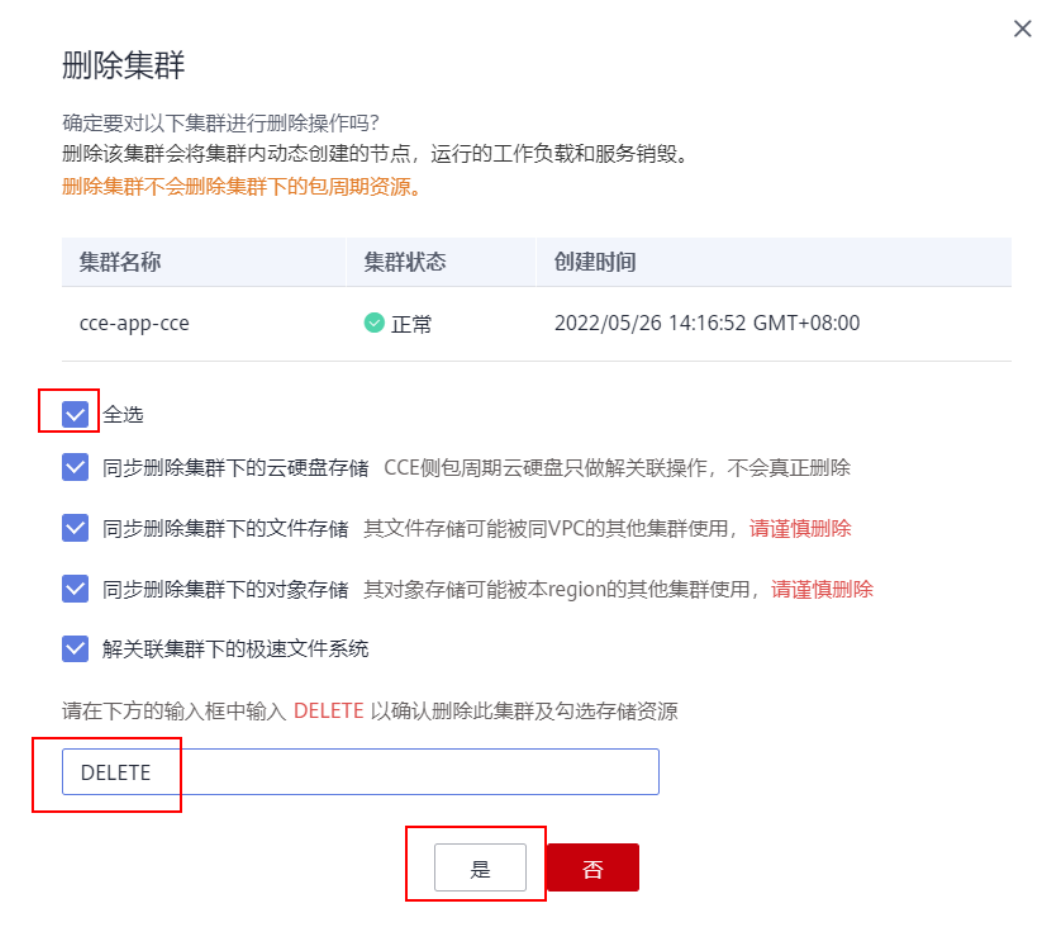 删除集群
确定要对以下集群进行删除操作吗?
删除该集群会将集群内动态创建的节点，运行的工作负载和服务销毁。
删除集群不会删除集群下的包周期资源。
集群名称 集群状态 创建时间
cce-app-cce 正常 2022/05/26 14:16:52 GMT+08:00
全选
同步删除集群下的云硬盘存储 CCE侧包周期云硬盘只做解关联操作，不会真正删除
同步删除集群下的文件存储 其文件存储可能被同VPC的其他集群使用，请谨慎删除
同步删除集群下的对象存储 其对象存储可能被本region的其他集群使用，请谨慎删除
解关联集群下的极速文件系统
请在下方的输入框中输入 DELETE 以确认删除此集群及勾选存储资源
DELETE
是 否